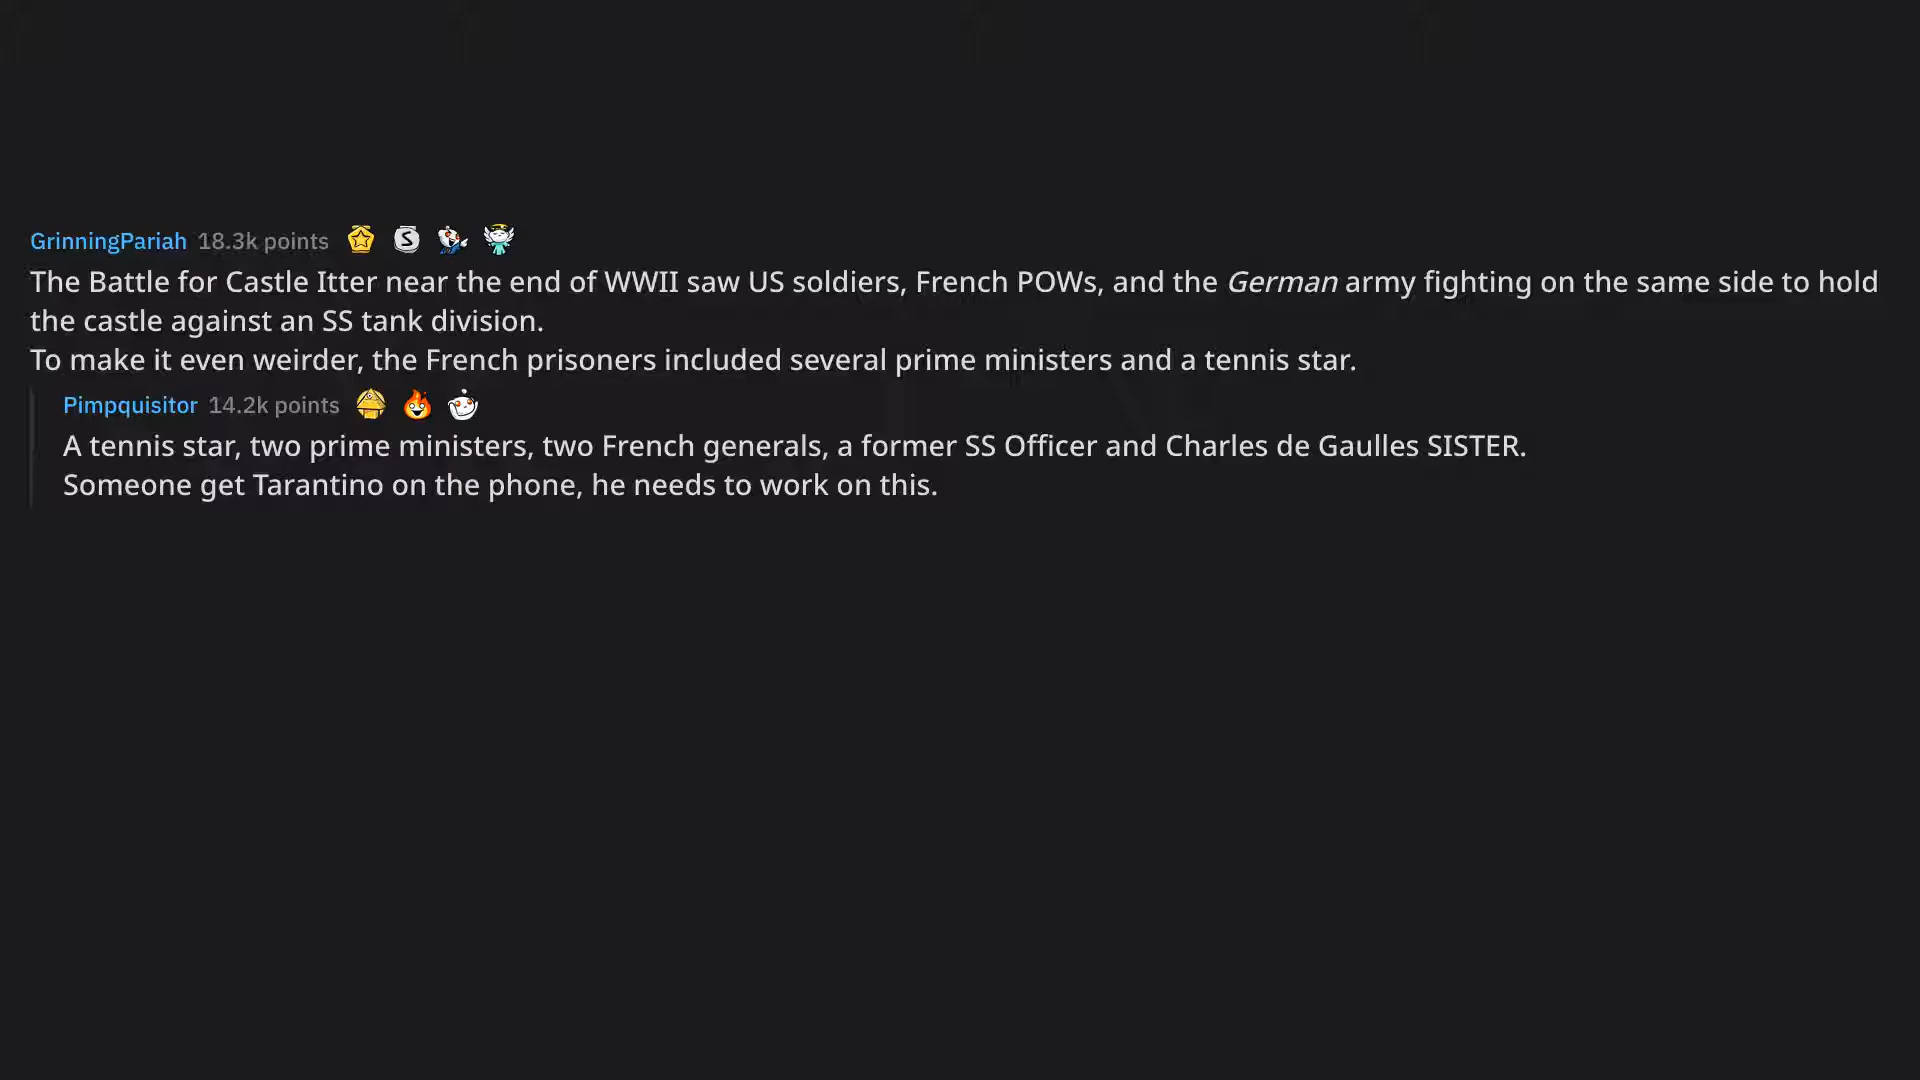 GrinningPariah 18.3k points
The Battle for Castle Itter near the end of WWII saw US soldiers, French POWs, and the German army fighting on the same side to hold
the castle against an SS tank division.
To make it even weirder, the French prisoners included several prime ministers and a tennis star.
Pimpquisitor 14.2k points
A tennis star, two prime ministers, two French generals, a former SS Officer and Charles de Gaulles SISTER.
Someone get Tarantino on the phone, he needs to work on this.